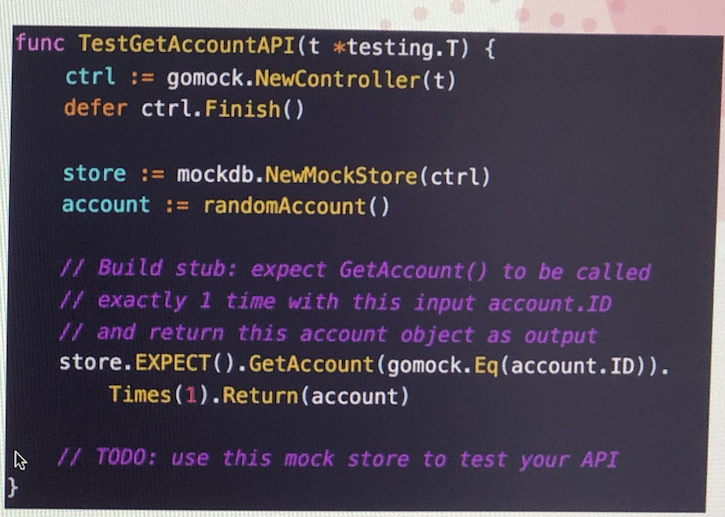 func TestGetAccountAPI(t *testing.T) {
    ctrl := gomock.NewController(t)
    defer ctrl.Finish()

    store := mockdb.NewMockStore(ctrl)
    account := randomAccount()

    // Build stub: expect GetAccount() to be called
    // exactly 1 time with this input account.ID
    // and return this account object as output
    store.EXPECT().GetAccount(gomock.Eq(account.ID)).
        Times(1).Return(account)

    // TODO: use this mock store to test your API
}